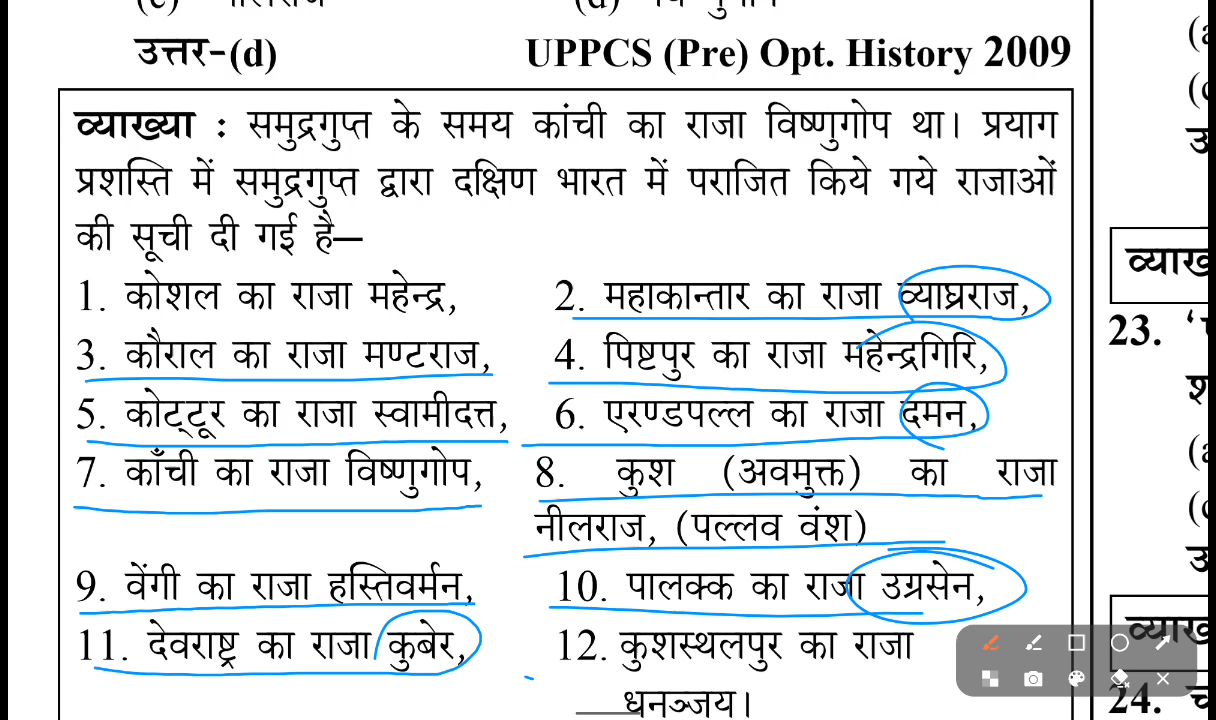 उत्तर-(d) UPPCS (Pre) Opt. History 2009
व्याख्या : समुद्रगुप्त के समय कांची का राजा विष्णुगोप था। प्रयाग
प्रशस्ति में समुद्रगुप्त द्वारा दक्षिण भारत में पराजित किये गये राजाओं
की सूची दी गई है—
1. कोशल का राजा महेन्द्र, 2. महाकान्तार का राजा व्याघ्रराज,
3. कौराल का राजा मण्टराज, 4. पिष्टपुर का राजा महेन्द्रगिरि,
5. कोट्टूर का राजा स्वामीदत्त, 6. एरण्डपल्ल का राजा दमन,
7. काँची का राजा विष्णुगोप, 8. कुश (अवमुक्त) का राजा
नीलराज, (पल्लव वंश)
9. वेंगी का राजा हस्तिवर्मन, 10. पालक्क का राजा उग्रसेन,
11. देवराष्ट्र का राजा कुबेर, 12. कुशस्थलपुर का राजा
धनञ्जय।
23.
24.